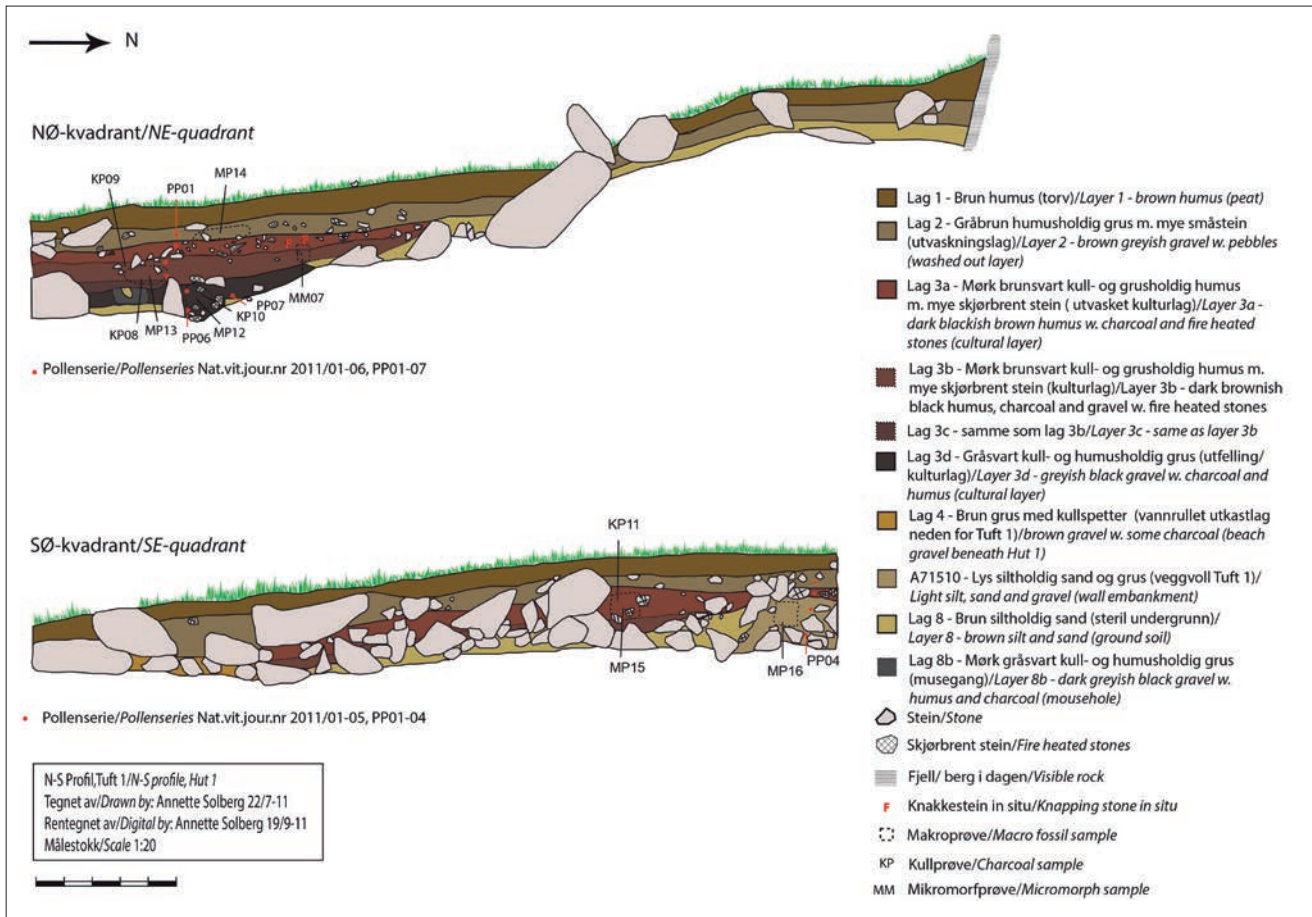 N
NØ-kvadrant/NE-quadrant
KP09
PP01
MP14
KP08
MP13
PP06
MP12
KP10
PP07
MM07
• Pollenserie/Pollenseries Nat.vit.jour.nr 2011/01-06, PP01-07
SØ-kvadrant/SE-quadrant
KP11
MP15
MP16
PP04
• Pollenserie/Pollenseries Nat.vit.jour.nr 2011/01-05, PP01-04
N-S Profil,Tuft 1/N-S profile, Hut 1
Tegnet av/Drawn by: Annette Solberg 22/7-11
Rentegnet av/Digital by: Annette Solberg 19/9-11
Målestokk/Scale 1:20
Lag 1 - Brun humus (torv)/Layer 1 - brown humus (peat)
Lag 2 - Gråbrun humusholdig grus m. mye småstein
(utvaskningslag)/Layer 2 - brown greyish gravel w. pebbles
(washed out layer)
Lag 3a - Mørk brunsvart kull- og grusholdig humus
m. mye skjørbrent stein ( utvasket kulturlag)/Layer 3a -
dark blackish brown humus w. charcoal and fire heated
stones (cultural layer)
Lag 3b - Mørk brunsvart kull- og grusholdig humus m.
mye skjørbrent stein (kulturlag)/Layer 3b - dark brownish
black humus, charcoal and gravel w. fire heated stones
Lag 3c - samme som lag 3b/Layer 3c - same as layer 3b
Lag 3d - Gråsvart kull- og humusholdig grus (utfelling/
kulturlag)/Layer 3d - greyish black gravel w. charcoal and
humus (cultural layer)
Lag 4 - Brun grus med kullspetter (vannrullet utkastlag
neden for Tuft 1)/brown gravel w. some charcoal (beach
gravel beneath Hut 1)
A71510 - Lys siltholdig sand og grus (veggvoll Tuft 1)/
Light silt, sand and gravel (wall embankment)
Lag 8 - Brun siltholdig sand (steril undergrunn)/
Layer 8 - brown silt and sand (ground soil)
Lag 8b - Mørk gråsvart kull- og humusholdig grus
(musegang)/Layer 8b - dark greyish black gravel w.
humus and charcoal (mousehole)
Stein/Stone
Skjørbrent stein/Fire heated stones
Fjell/ berg i dagen/Visible rock
F Knakkestein in situ/Knapping stone in situ
Makroprøve/Macro fossil sample
KP Kullprøve/Charcoal sample
MM Mikromorfprøve/Micromorph sample
F F